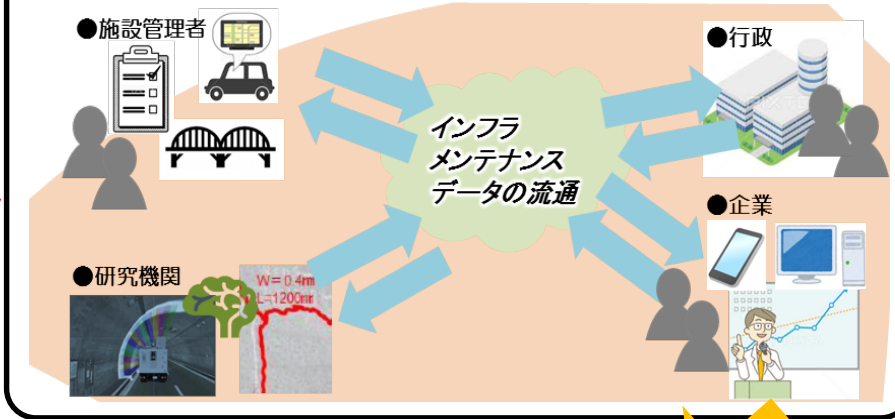 ●施設管理者
●行政
インフラ
メンテナンス
データの流通
●企業
●研究機関
W=0.4m
L=1200mm